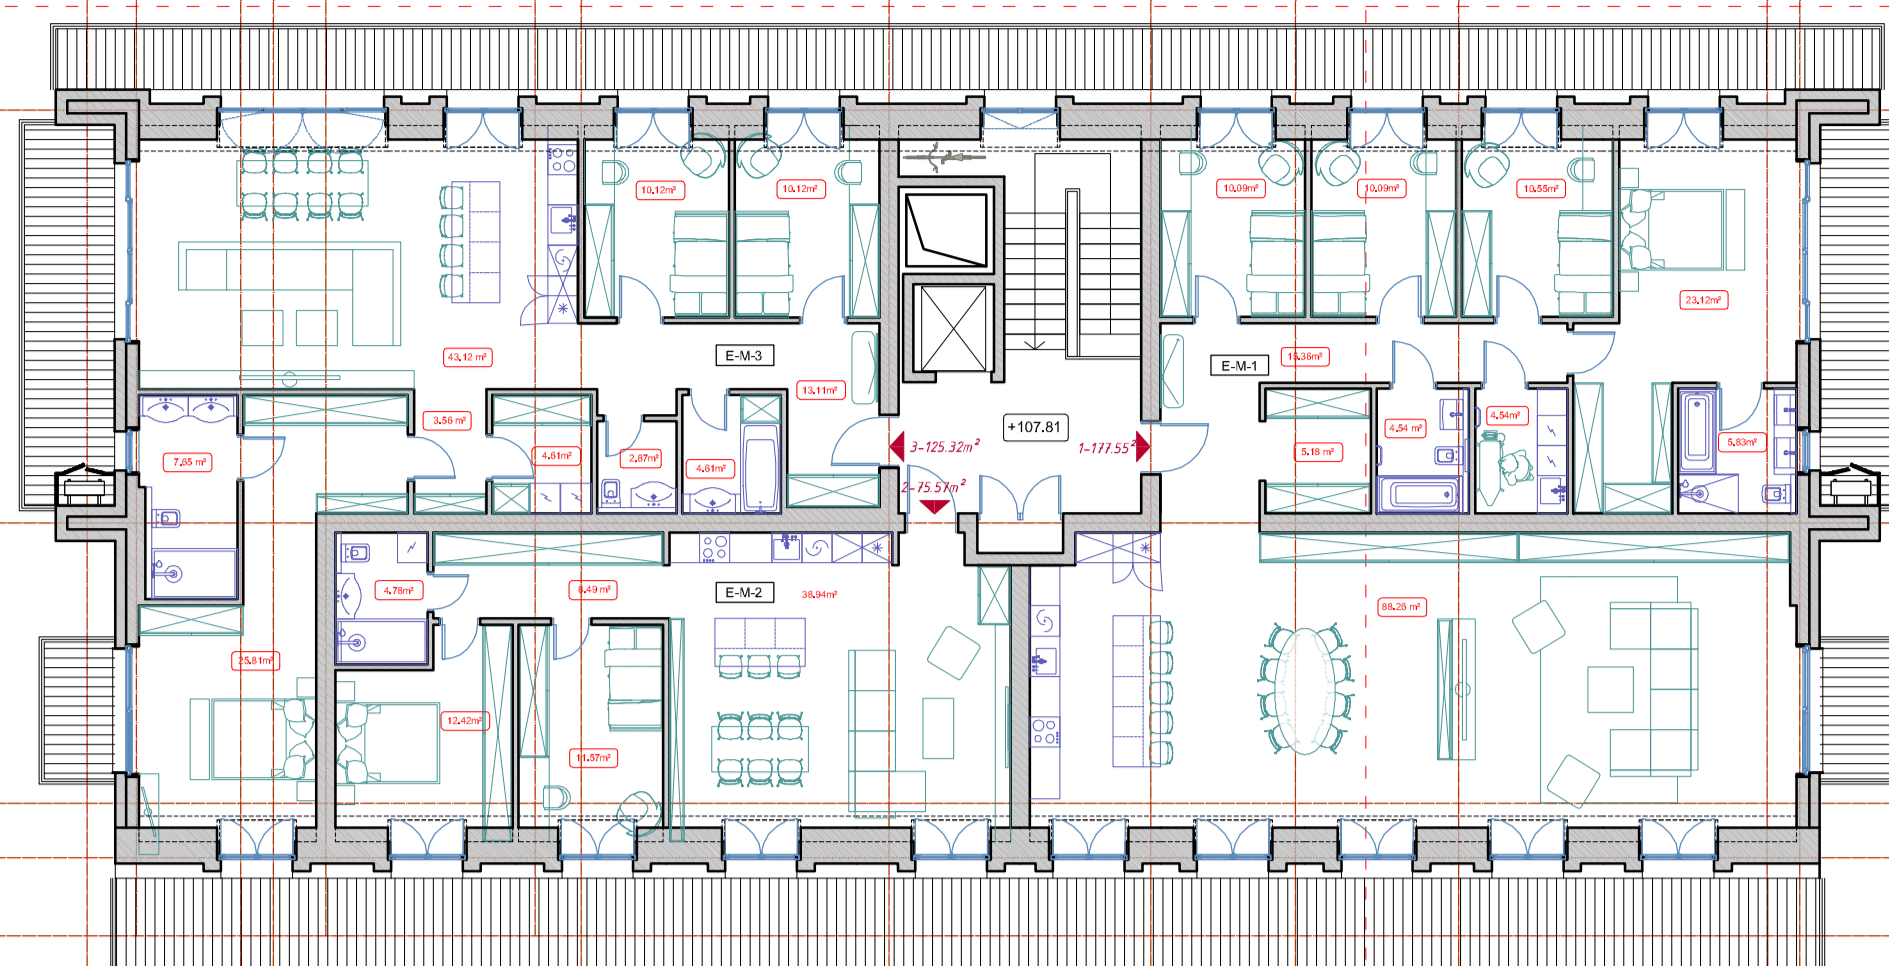 10.12m²
10.12m²
10.09m²
10.09m²
10.55m²
23.12m²
43.12 m²
E-M-3
13.11m²
E-M-1
15.36m²
3.56 m²
7.65 m²
4.61m²
2.87m²
4.61m²
3-125.32m²
+107.81
1-177.55²
5.18 m²
4.54 m²
4.54m²
5.83m²
2-75.57m²
4.78m²
8.49 m²
E-M-2
38.94m²
88.26 m²
25.81m²
12.42m²
11.57m²